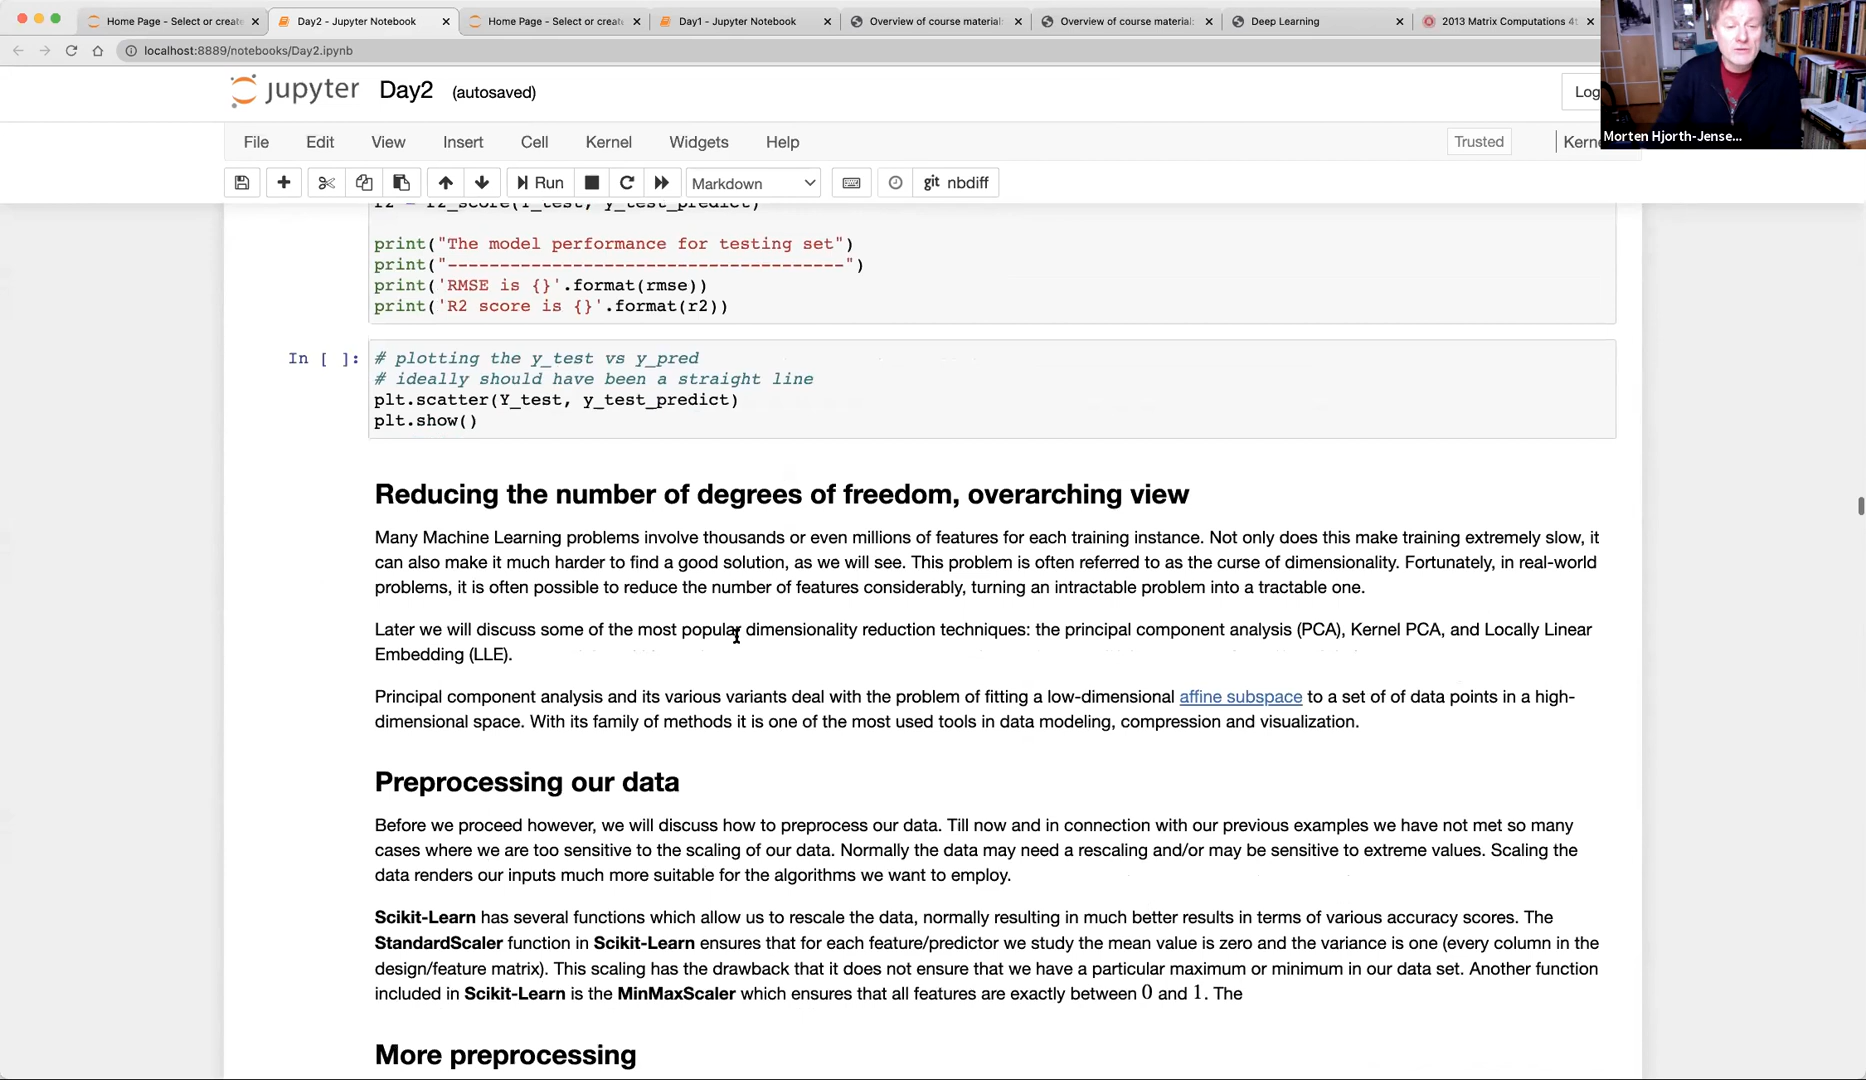 Home Page - Select or create
Day2 - Jupyter Notebook
Home Page - Select or create
Day1 - Jupyter Notebook
Overview of course material:
Overview of course material:
Deep Learning
2013 Matrix Computations 4t
localhost:8889/notebooks/Day2.ipynb
jupyter Day2 (autosaved)
Log
Morten Hjorth-Jense...
File Edit View Insert Cell Kernel Widgets Help
Trusted
Kerne
Run
Markdown
git nbdiff
r2 = r2_score(Y_test, y_test_predict)
print("The model performance for testing set")
print("--------------------------------------")
print('RMSE is {}'.format(rmse))
print('R2 score is {}'.format(r2))
In [ ]:
# plotting the y_test vs y_pred
# ideally should have been a straight line
plt.scatter(Y_test, y_test_predict)
plt.show()
Reducing the number of degrees of freedom, overarching view
Many Machine Learning problems involve thousands or even millions of features for each training instance. Not only does this make training extremely slow, it
can also make it much harder to find a good solution, as we will see. This problem is often referred to as the curse of dimensionality. Fortunately, in real-world
problems, it is often possible to reduce the number of features considerably, turning an intractable problem into a tractable one.
Later we will discuss some of the most popular dimensionality reduction techniques: the principal component analysis (PCA), Kernel PCA, and Locally Linear
Embedding (LLE).
Principal component analysis and its various variants deal with the problem of fitting a low-dimensional affine subspace to a set of of data points in a high-
dimensional space. With its family of methods it is one of the most used tools in data modeling, compression and visualization.
Preprocessing our data
Before we proceed however, we will discuss how to preprocess our data. Till now and in connection with our previous examples we have not met so many
cases where we are too sensitive to the scaling of our data. Normally the data may need a rescaling and/or may be sensitive to extreme values. Scaling the
data renders our inputs much more suitable for the algorithms we want to employ.
Scikit-Learn has several functions which allow us to rescale the data, normally resulting in much better results in terms of various accuracy scores. The
StandardScaler function in Scikit-Learn ensures that for each feature/predictor we study the mean value is zero and the variance is one (every column in the
design/feature matrix). This scaling has the drawback that it does not ensure that we have a particular maximum or minimum in our data set. Another function
included in Scikit-Learn is the MinMaxScaler which ensures that all features are exactly between 0 and 1. The
More preprocessing